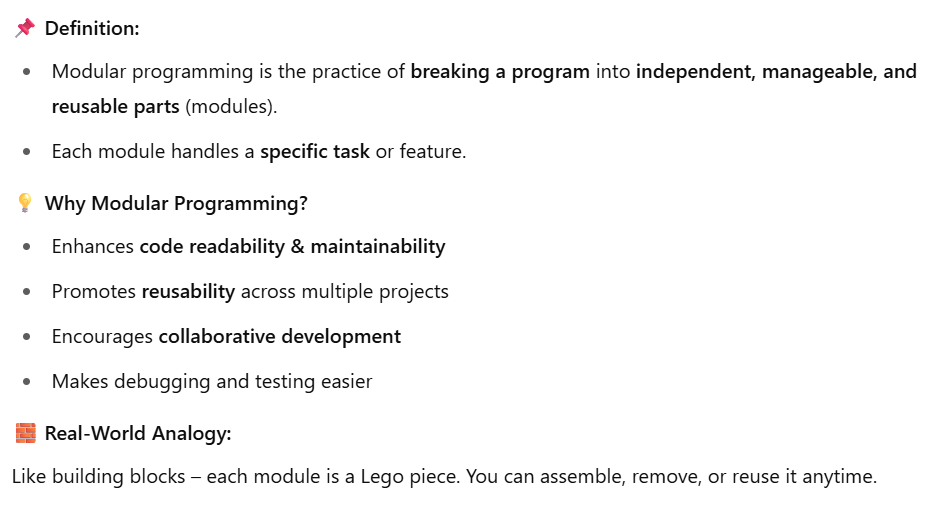 📌 Definition:
• Modular programming is the practice of breaking a program into independent, manageable, and
reusable parts (modules).
• Each module handles a specific task or feature.
💡 Why Modular Programming?
• Enhances code readability & maintainability
• Promotes reusability across multiple projects
• Encourages collaborative development
• Makes debugging and testing easier
🧱 Real-World Analogy:
Like building blocks – each module is a Lego piece. You can assemble, remove, or reuse it anytime.